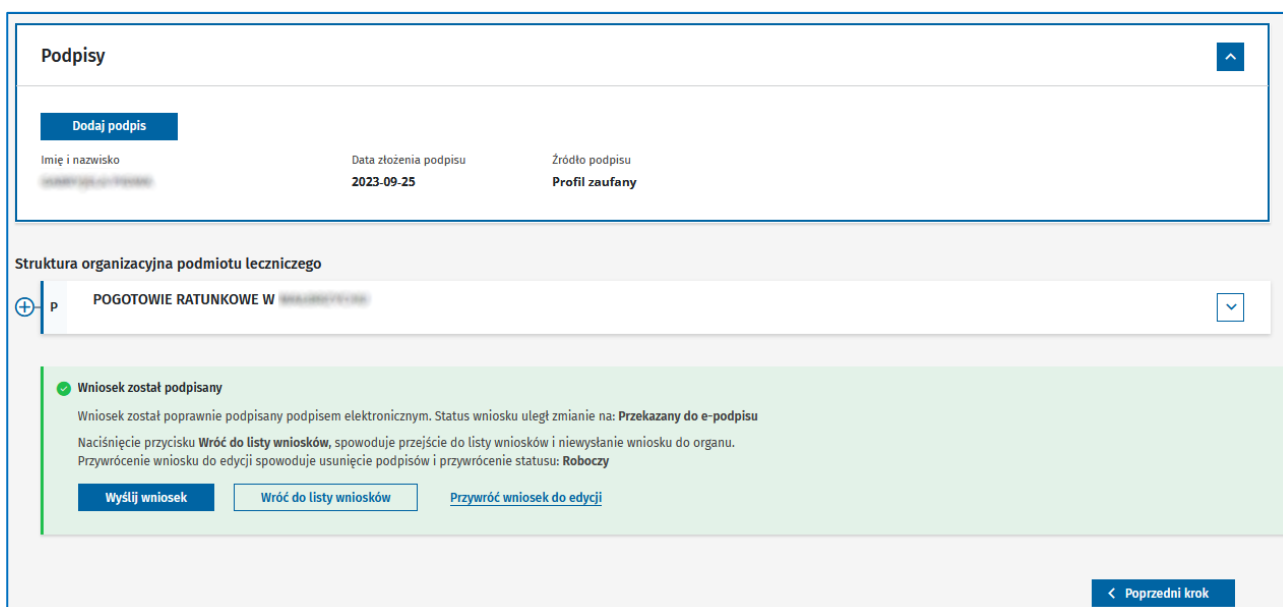 Podpisy
Dodaj podpis
Imię i nazwisko Data złożenia podpisu Źródło podpisu
2023-09-25 Profil zaufany
Struktura organizacyjna podmiotu leczniczego
P POGOTOWIE RATUNKOWE W
Wniosek został podpisany
Wniosek został poprawnie podpisany podpisem elektronicznym. Status wniosku uległ zmianie na: Przekazany do e-podpisu
Naciśnięcie przycisku Wróć do listy wniosków, spowoduje przejście do listy wniosków i niewysłanie wniosku do organu.
Przywrócenie wniosku do edycji spowoduje usunięcie podpisów i przywrócenie statusu: Roboczy
Wyślij wniosek Wróć do listy wniosków Przywróć wniosek do edycji
Poprzedni krok